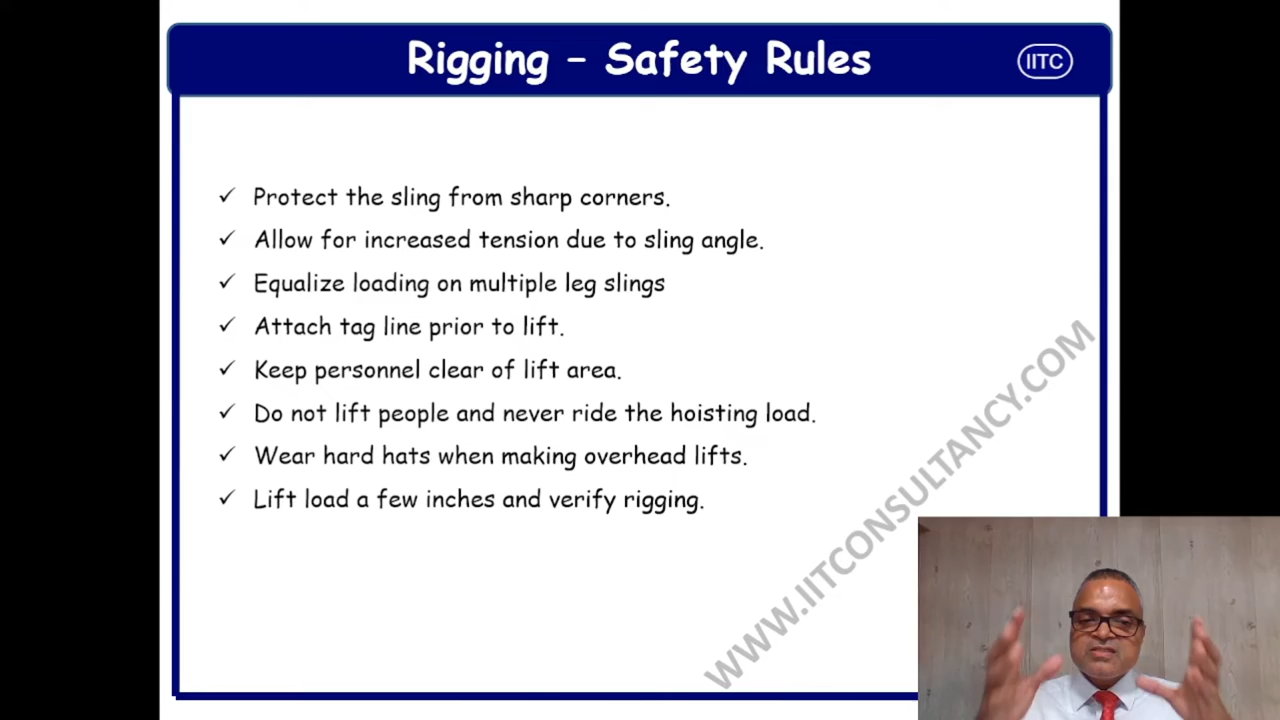 Rigging – Safety Rules
IITC
✓ Protect the sling from sharp corners.
✓ Allow for increased tension due to sling angle.
✓ Equalize loading on multiple leg slings
✓ Attach tag line prior to lift.
✓ Keep personnel clear of lift area.
✓ Do not lift people and never ride the hoisting load.
✓ Wear hard hats when making overhead lifts.
✓ Lift load a few inches and verify rigging.
WWW.IITCONSULTANCY.COM